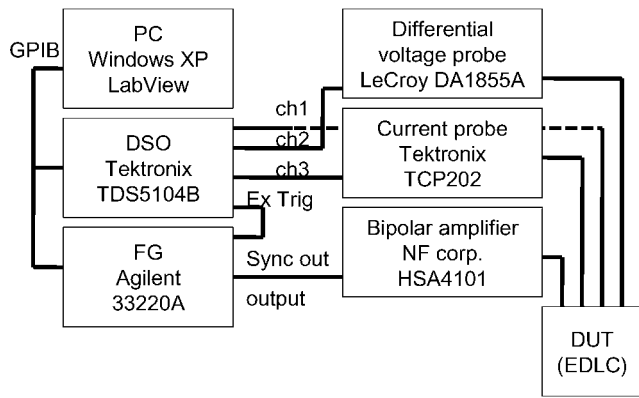 GPIB
PC
Windows XP
LabView
Differential
voltage probe
LeCroy DA1855A
ch1
ch2
ch3
DSO
Tektronix
TDS5104B
Current probe
Tektronix
TCP202
Ex Trig
FG
Agilent
33220A
Sync out
output
Bipolar amplifier
NF corp.
HSA4101
DUT
(EDLC)